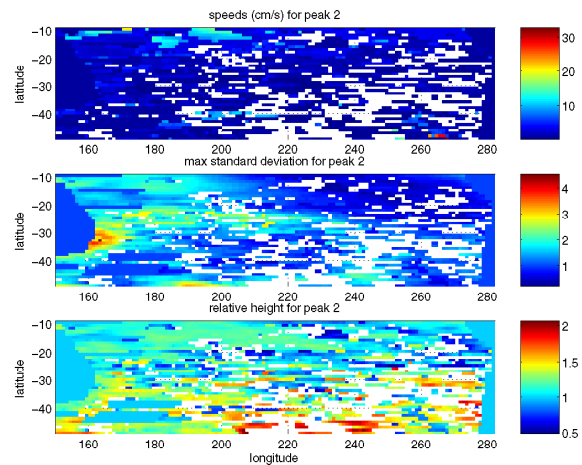 speeds (cm/s) for peak 2
−10
−20
−30
−40
latitude
160 180 200 220 240 260 280
30
20
10
max standard deviation for peak 2
−10
−20
−30
−40
latitude
160 180 200 220 240 260 280
4
3
2
1
relative height for peak 2
−10
−20
−30
−40
latitude
160 180 200 220 240 260 280
longitude
2
1.5
1
0.5